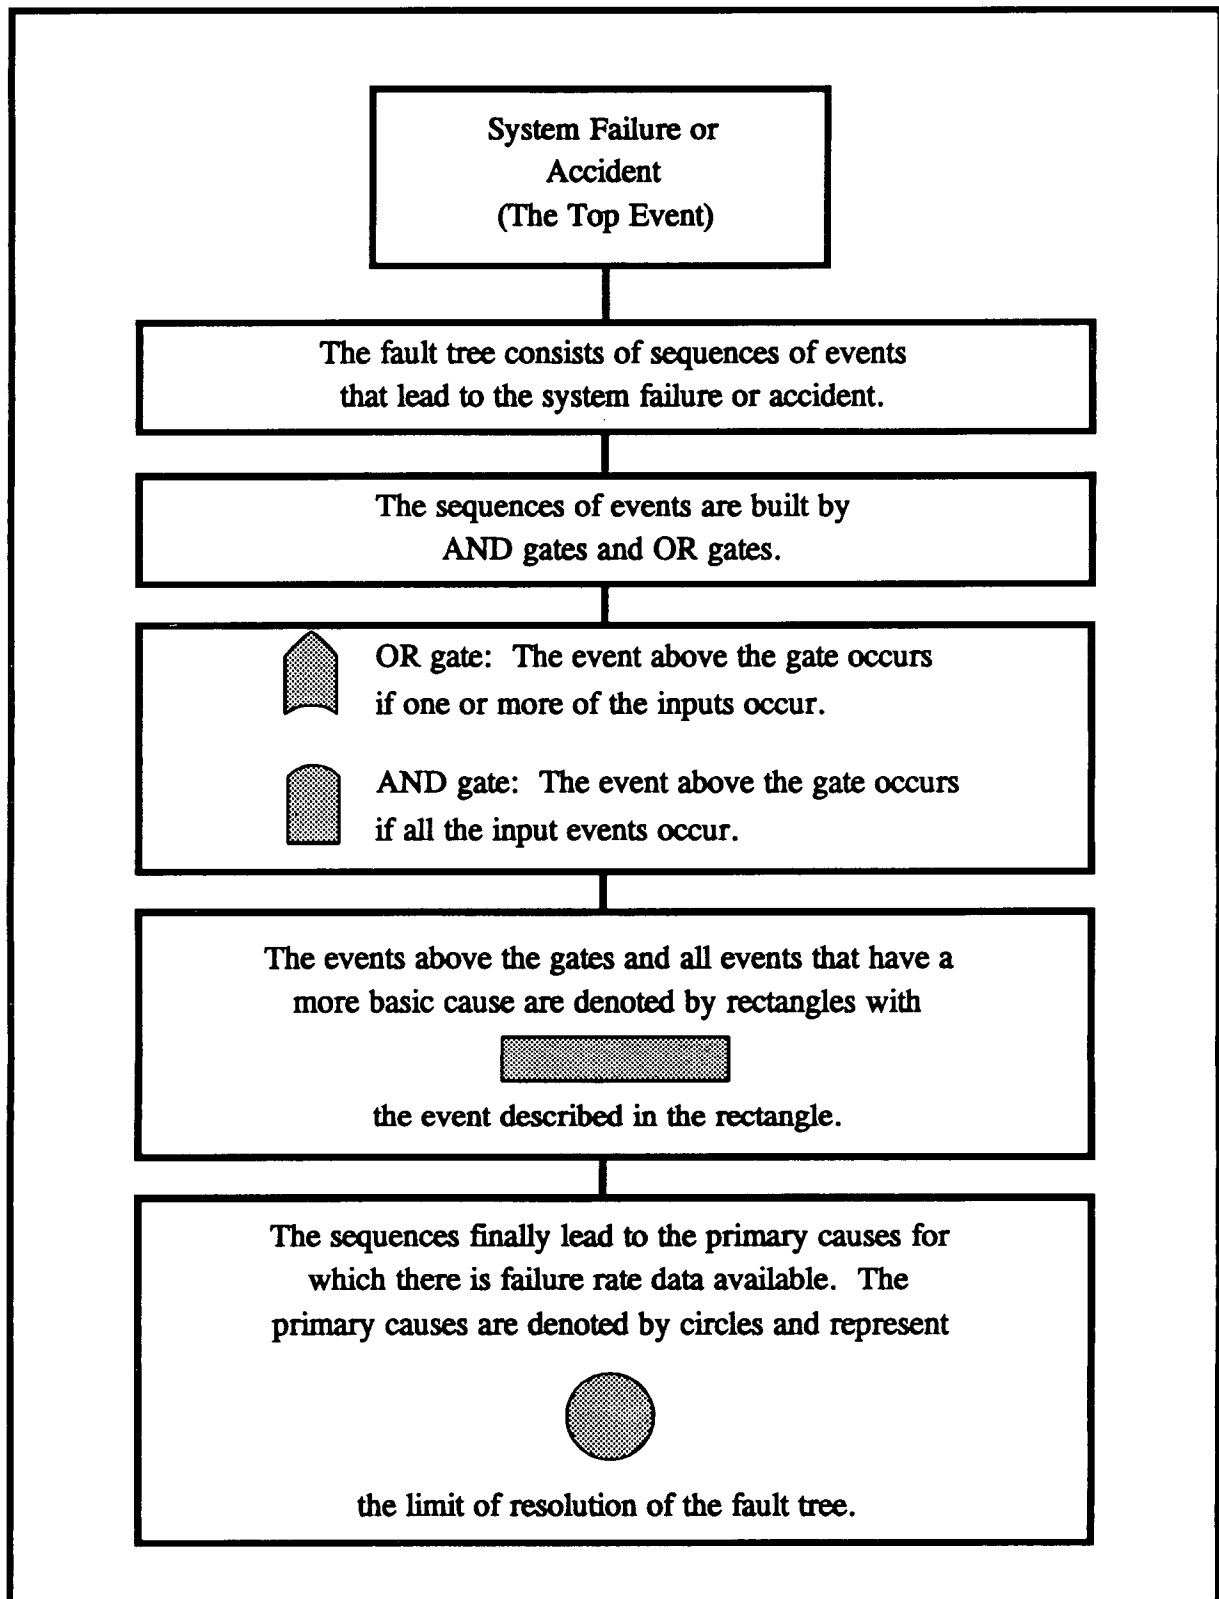 System Failure or
Accident
(The Top Event)
The fault tree consists of sequences of events
that lead to the system failure or accident.
The sequences of events are built by
AND gates and OR gates.
OR gate: The event above the gate occurs
if one or more of the inputs occur.
AND gate: The event above the gate occurs
if all the input events occur.
The events above the gates and all events that have a
more basic cause are denoted by rectangles with
the event described in the rectangle.
The sequences finally lead to the primary causes for
which there is failure rate data available. The
primary causes are denoted by circles and represent
the limit of resolution of the fault tree.